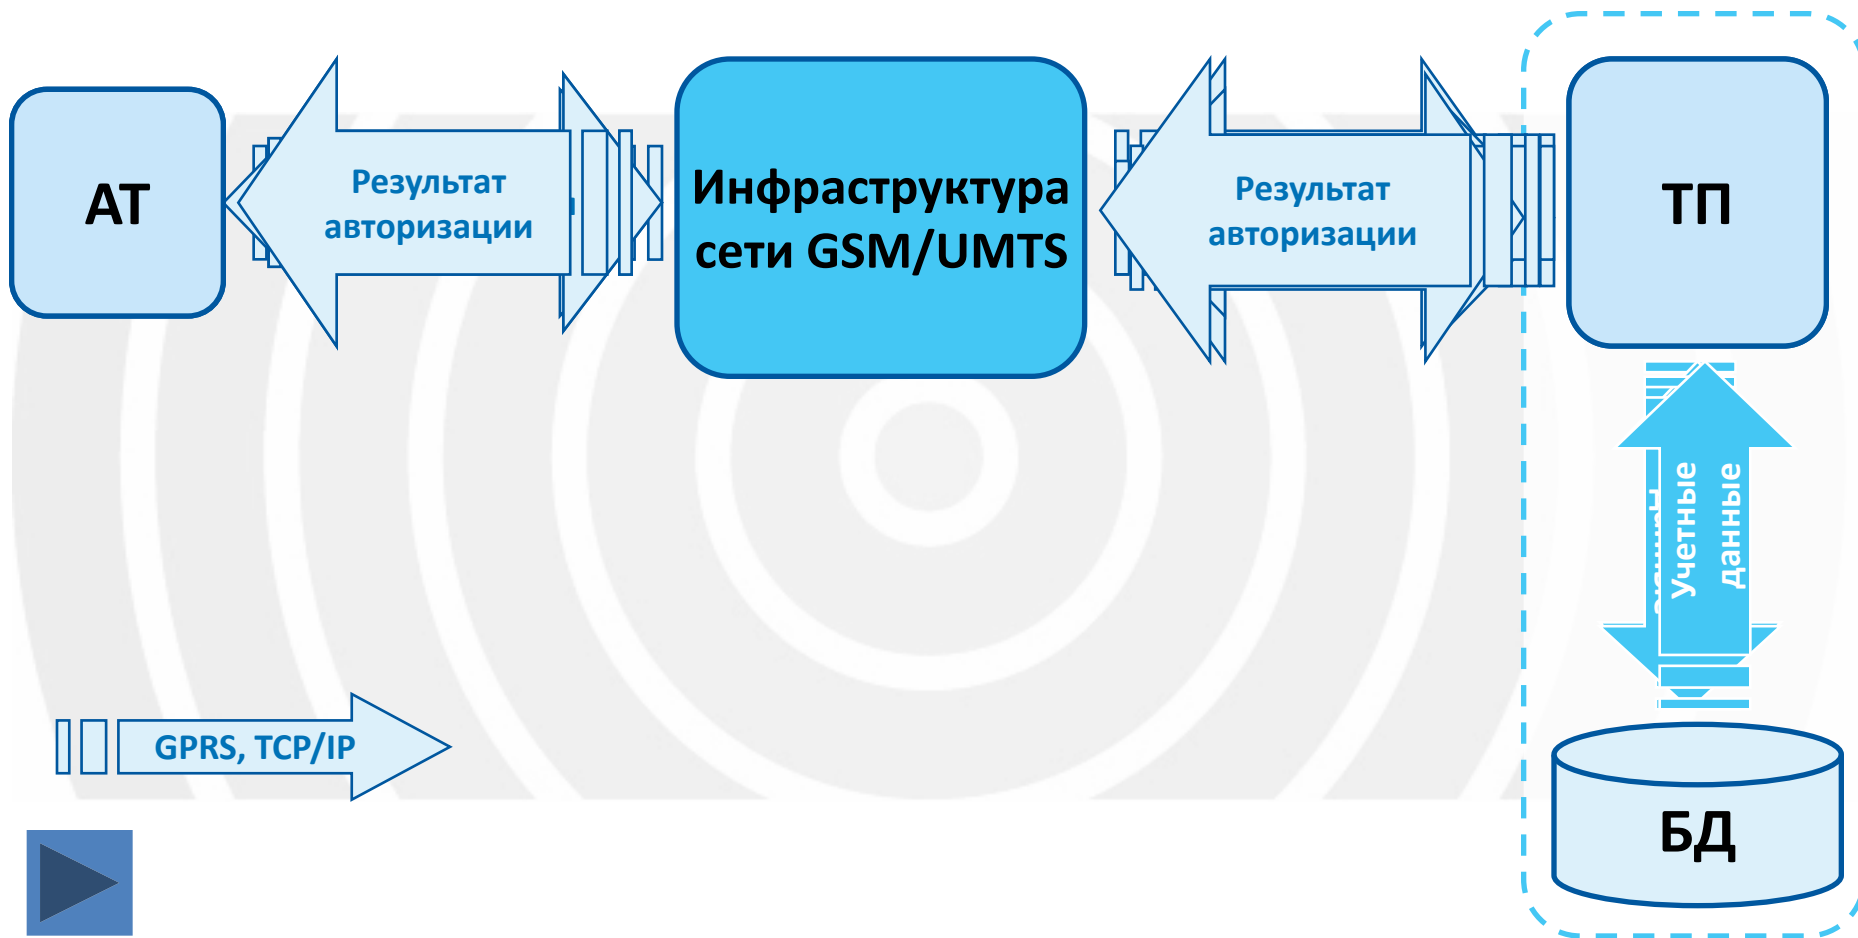 АТ
Результат
авторизации
Инфраструктура
сети GSM/UMTS
Результат
авторизации
ТП
Учетные
данные
GPRS, TCP/IP
БД